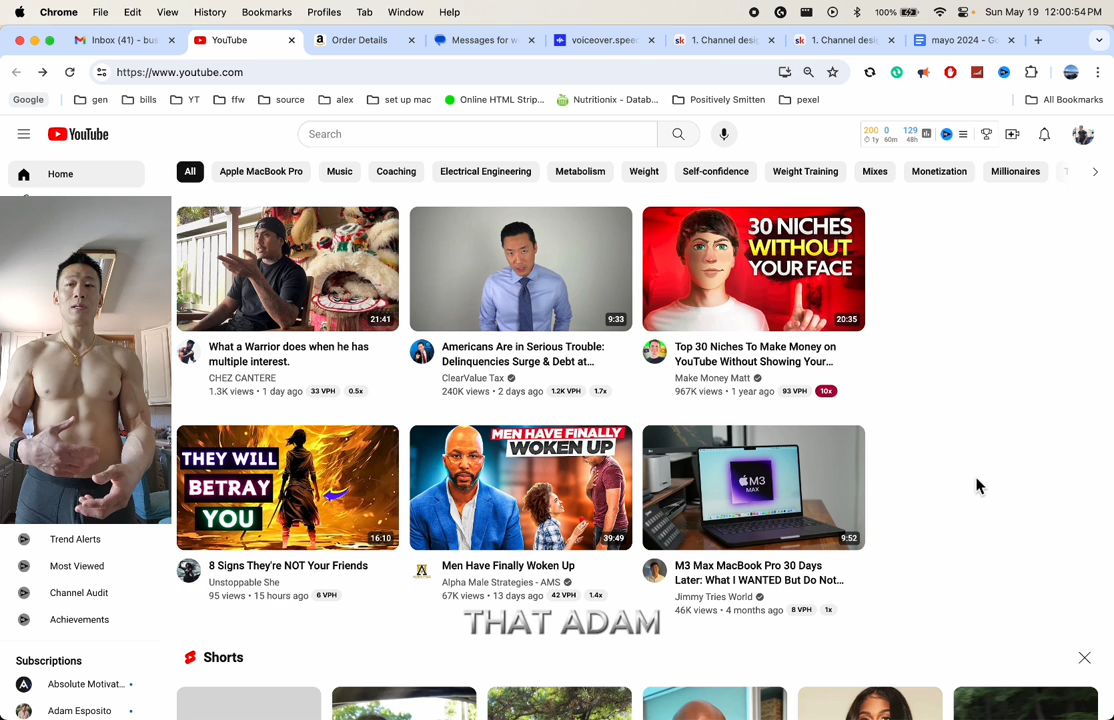 Chrome File Edit View History Bookmarks Profiles Tab Window Help 100% Sun May 19 12:00:54 PM
Inbox (41) - bus YouTube Order Details Messages for w voiceover.spee 1. Channel desi 1. Channel desi mayo 2024 - Go
https://www.youtube.com
Google gen bills YT ffw source alex set up mac Online HTML Strip... Nutritionix - Datab... Positively Smitten pexel All Bookmarks
YouTube Search 200 1y 0 60m 129 48h
Home All Apple MacBook Pro Music Coaching Electrical Engineering Metabolism Weight Self-confidence Weight Training Mixes Monetization Millionaires
21:41
9:33
30 NICHES
WITHOUT
YOUR FACE
20:35
What a Warrior does when he has
multiple interest.
CHEZ CANTERE
1.3K views • 1 day ago 33 VPH 0.5x
Americans Are in Serious Trouble:
Delinquencies Surge & Debt at...
ClearValue Tax
240K views • 2 days ago 1.2K VPH 1.7x
Top 30 Niches To Make Money on
YouTube Without Showing Your...
Make Money Matt
967K views • 1 year ago 93 VPH 10x
THEY WILL
BETRAY
YOU
16:10
MEN HAVE FINALLY
WOKEN UP
39:49
M3
MAX
9:52
8 Signs They're NOT Your Friends
Unstoppable She
95 views • 15 hours ago 6 VPH
Men Have Finally Woken Up
Alpha Male Strategies - AMS
67K views • 13 days ago 42 VPH 1.4x
M3 Max MacBook Pro 30 Days
Later: What I WANTED But Do Not...
Jimmy Tries World
46K views • 4 months ago 8 VPH 1x
THAT ADAM
Trend Alerts
Most Viewed
Channel Audit
Achievements
Shorts
Subscriptions
Absolute Motivat...
Adam Esposito